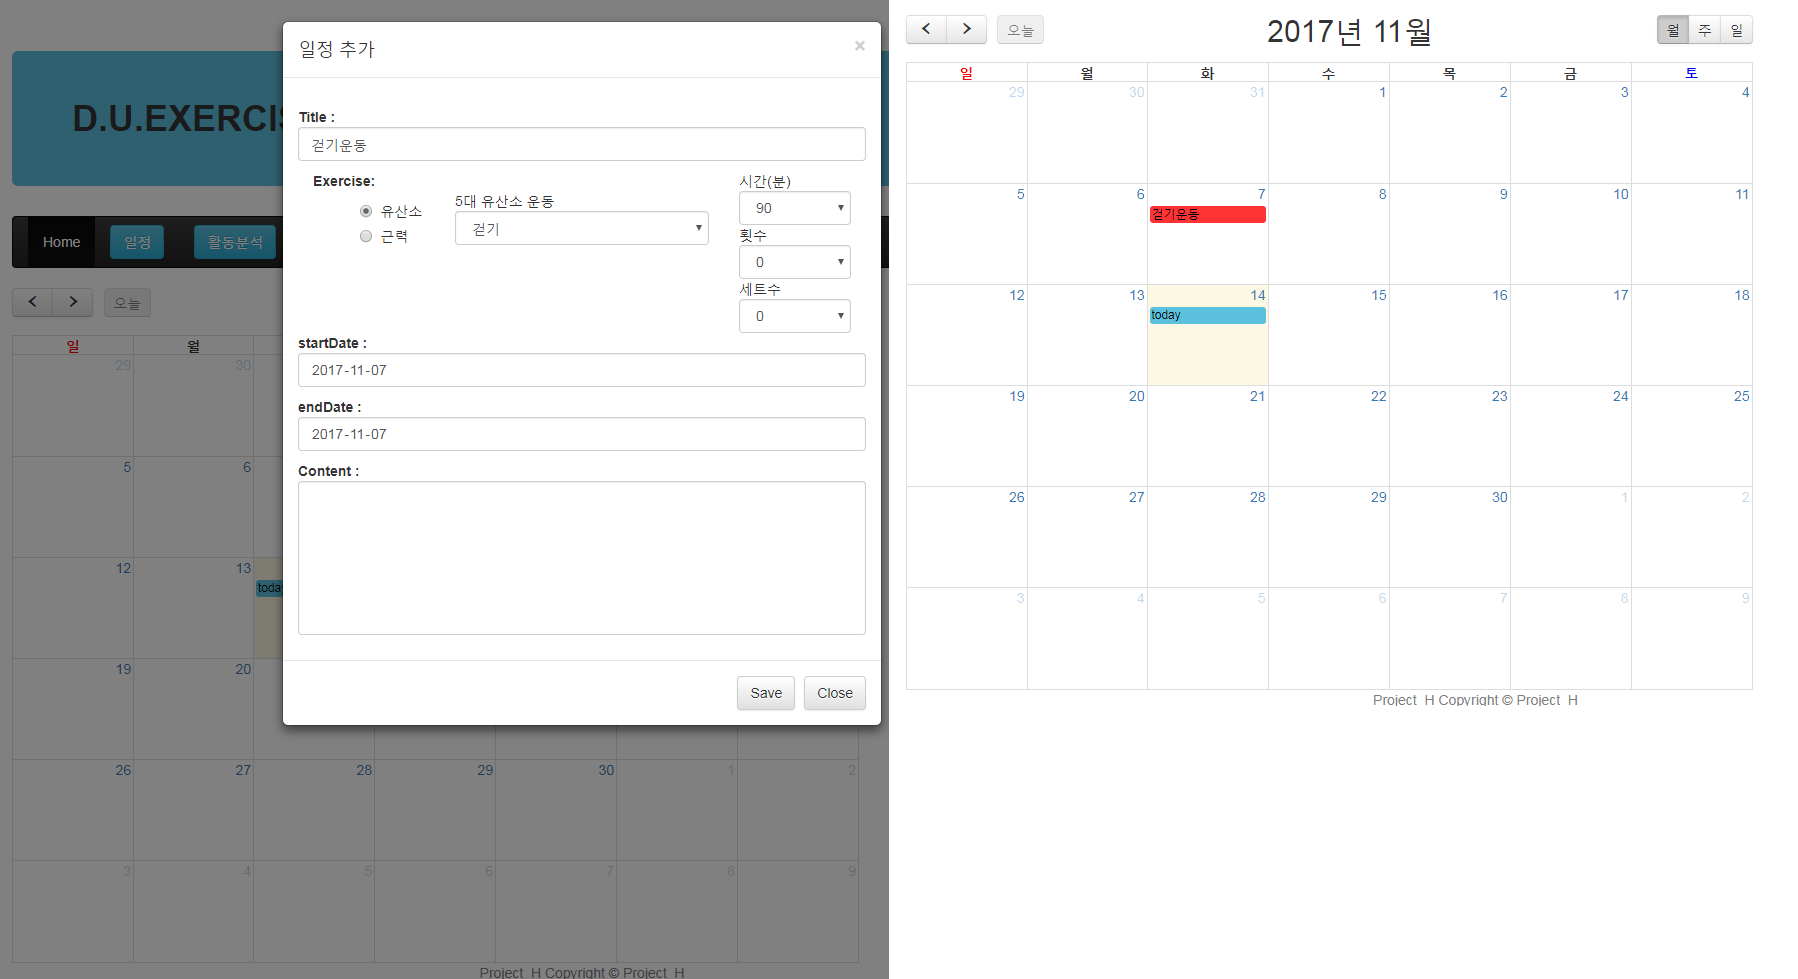 일정 추가 ×
D.U.EXERCIS
Title :
걷기운동
Exercise:
유산소
근력
5대 유산소 운동
걷기
시간(분)
90
횟수
0
세트수
0
startDate :
2017-11-07
endDate :
2017-11-07
Content :
Save Close
Home 일정 활동분석
오늘
일 월
29 30
5 6
12 13
toda
19 20
26 27 28 29 30 1 2
3 4 5 6 7 8 9
Project_H Copyright © Project_H
오늘 2017년 11월 월 주 일
일 월 화 수 목 금 토
29 30 31 1 2 3 4
5 6 7 8 9 10 11
걷기운동
12 13 14 15 16 17 18
today
19 20 21 22 23 24 25
26 27 28 29 30 1 2
3 4 5 6 7 8 9
Project_H Copyright © Project_H